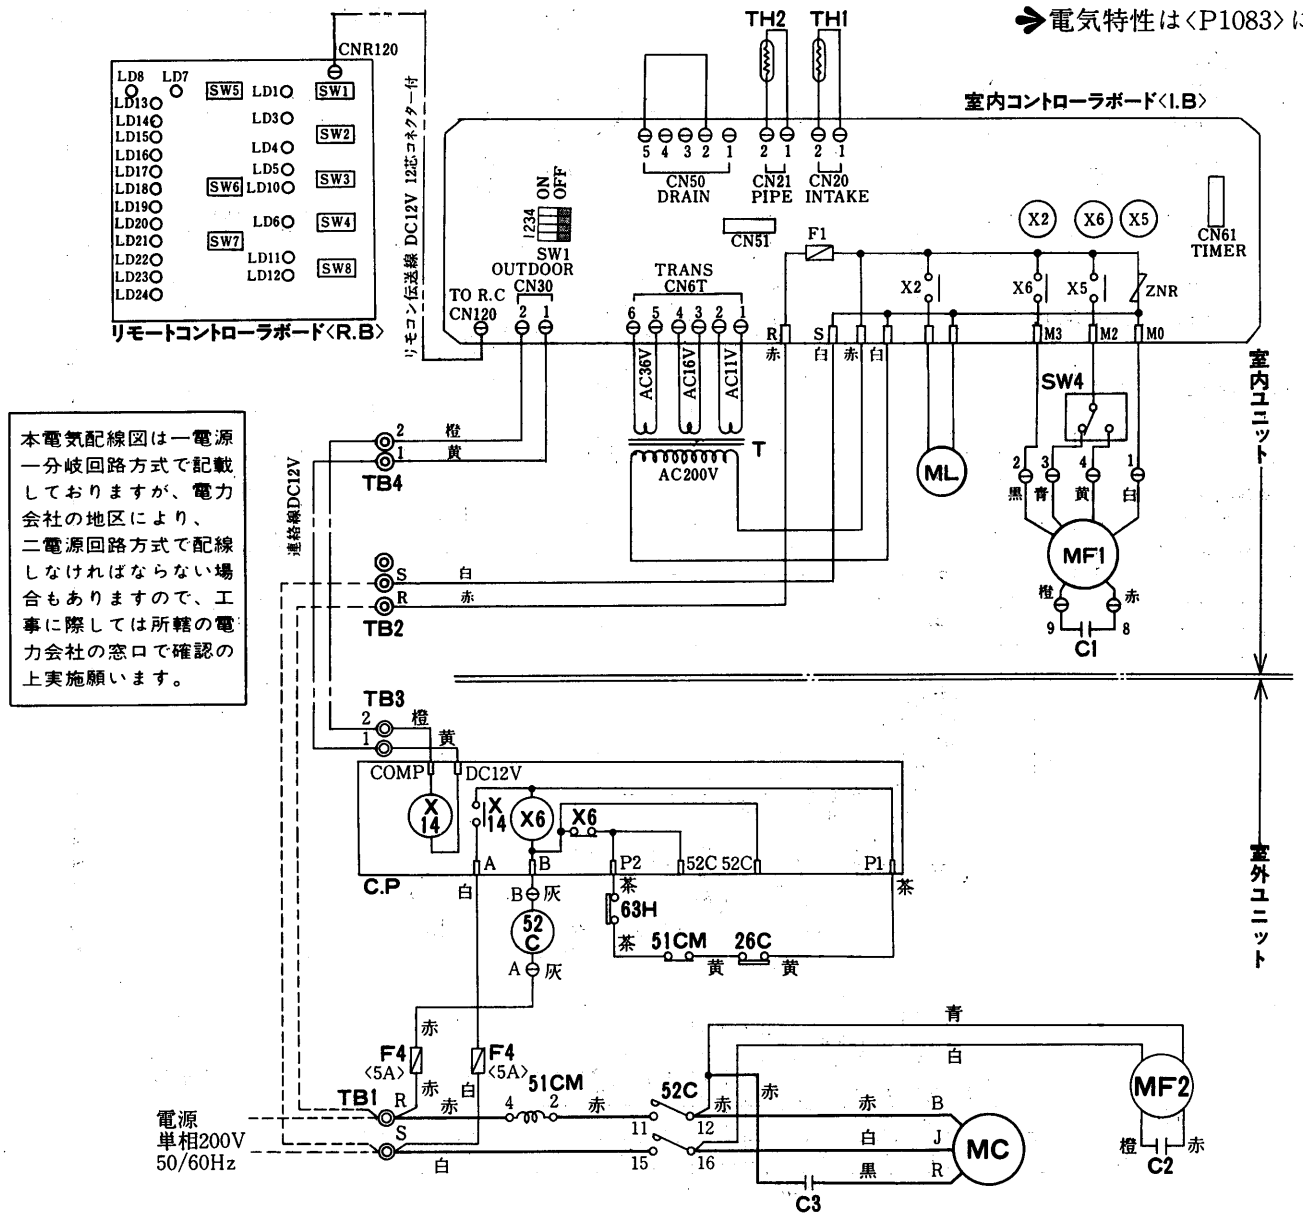 ➔電気特性は〈P1083〉に
TH2 TH1
CNR120
LD8 LD7
SW5 LD1 SW1
LD13
LD14 LD3
LD15 SW2
LD16 LD4
LD17 LD5 SW3
LD18 SW6 LD10
LD19
LD20 LD6 SW4
LD21 SW7
LD22 LD11
LD23 LD12 SW8
LD24
リモートコントローラボード〈R.B〉
リモコン伝送線 DC12V 12芯コネクター付
室内コントローラボード〈I.B〉
5 4 3 2 1
CN50
DRAIN
2 1
CN21
PIPE
2 1
CN20
INTAKE
ON
OFF
1234
SW1
CN51
F1
X2 X6 X5
CN61
TIMER
OUTDOOR
CN30
2 1
TO R.C
CN120
TRANS
CN6T
6 5 4 3 2 1
X2 X6 X5 ZNR
R S M3 M2 M0
赤 白 赤 白
AC36V AC16V AC11V
T
AC200V
SW4
ML
2 3 4 1
黒 青 黄 白
MF1
橙 赤
9 8
C1
室内ユニット
本電気配線図は一電源
一分岐回路方式で記載
しておりますが、電力
会社の地区により、
二電源回路方式で配線
しなければならない場
合もありますので、工
事に際しては所轄の電
力会社の窓口で確認の
上実施願います。
2 橙
1 黄
TB4
連絡線DC12V
S 白
R 赤
TB2
TB3
2 橙
1 黄
COMP DC12V
X14 X14 X6 X6
A B P2 52C 52C P1
C.P
白 B 灰 茶 茶
52C
63H
A 灰 茶
51CM 26C
黄 黄
室外ユニット
赤
F4 F4
〈5A〉 〈5A〉
赤 白
51CM 52C
青
白
MF2
橙 赤
C2
TB1
R 赤 4 2 赤 11 12 赤 赤 赤 B
S 白 15 16 白 J
黒 R
MC
C3
電源
単相200V
50/60Hz